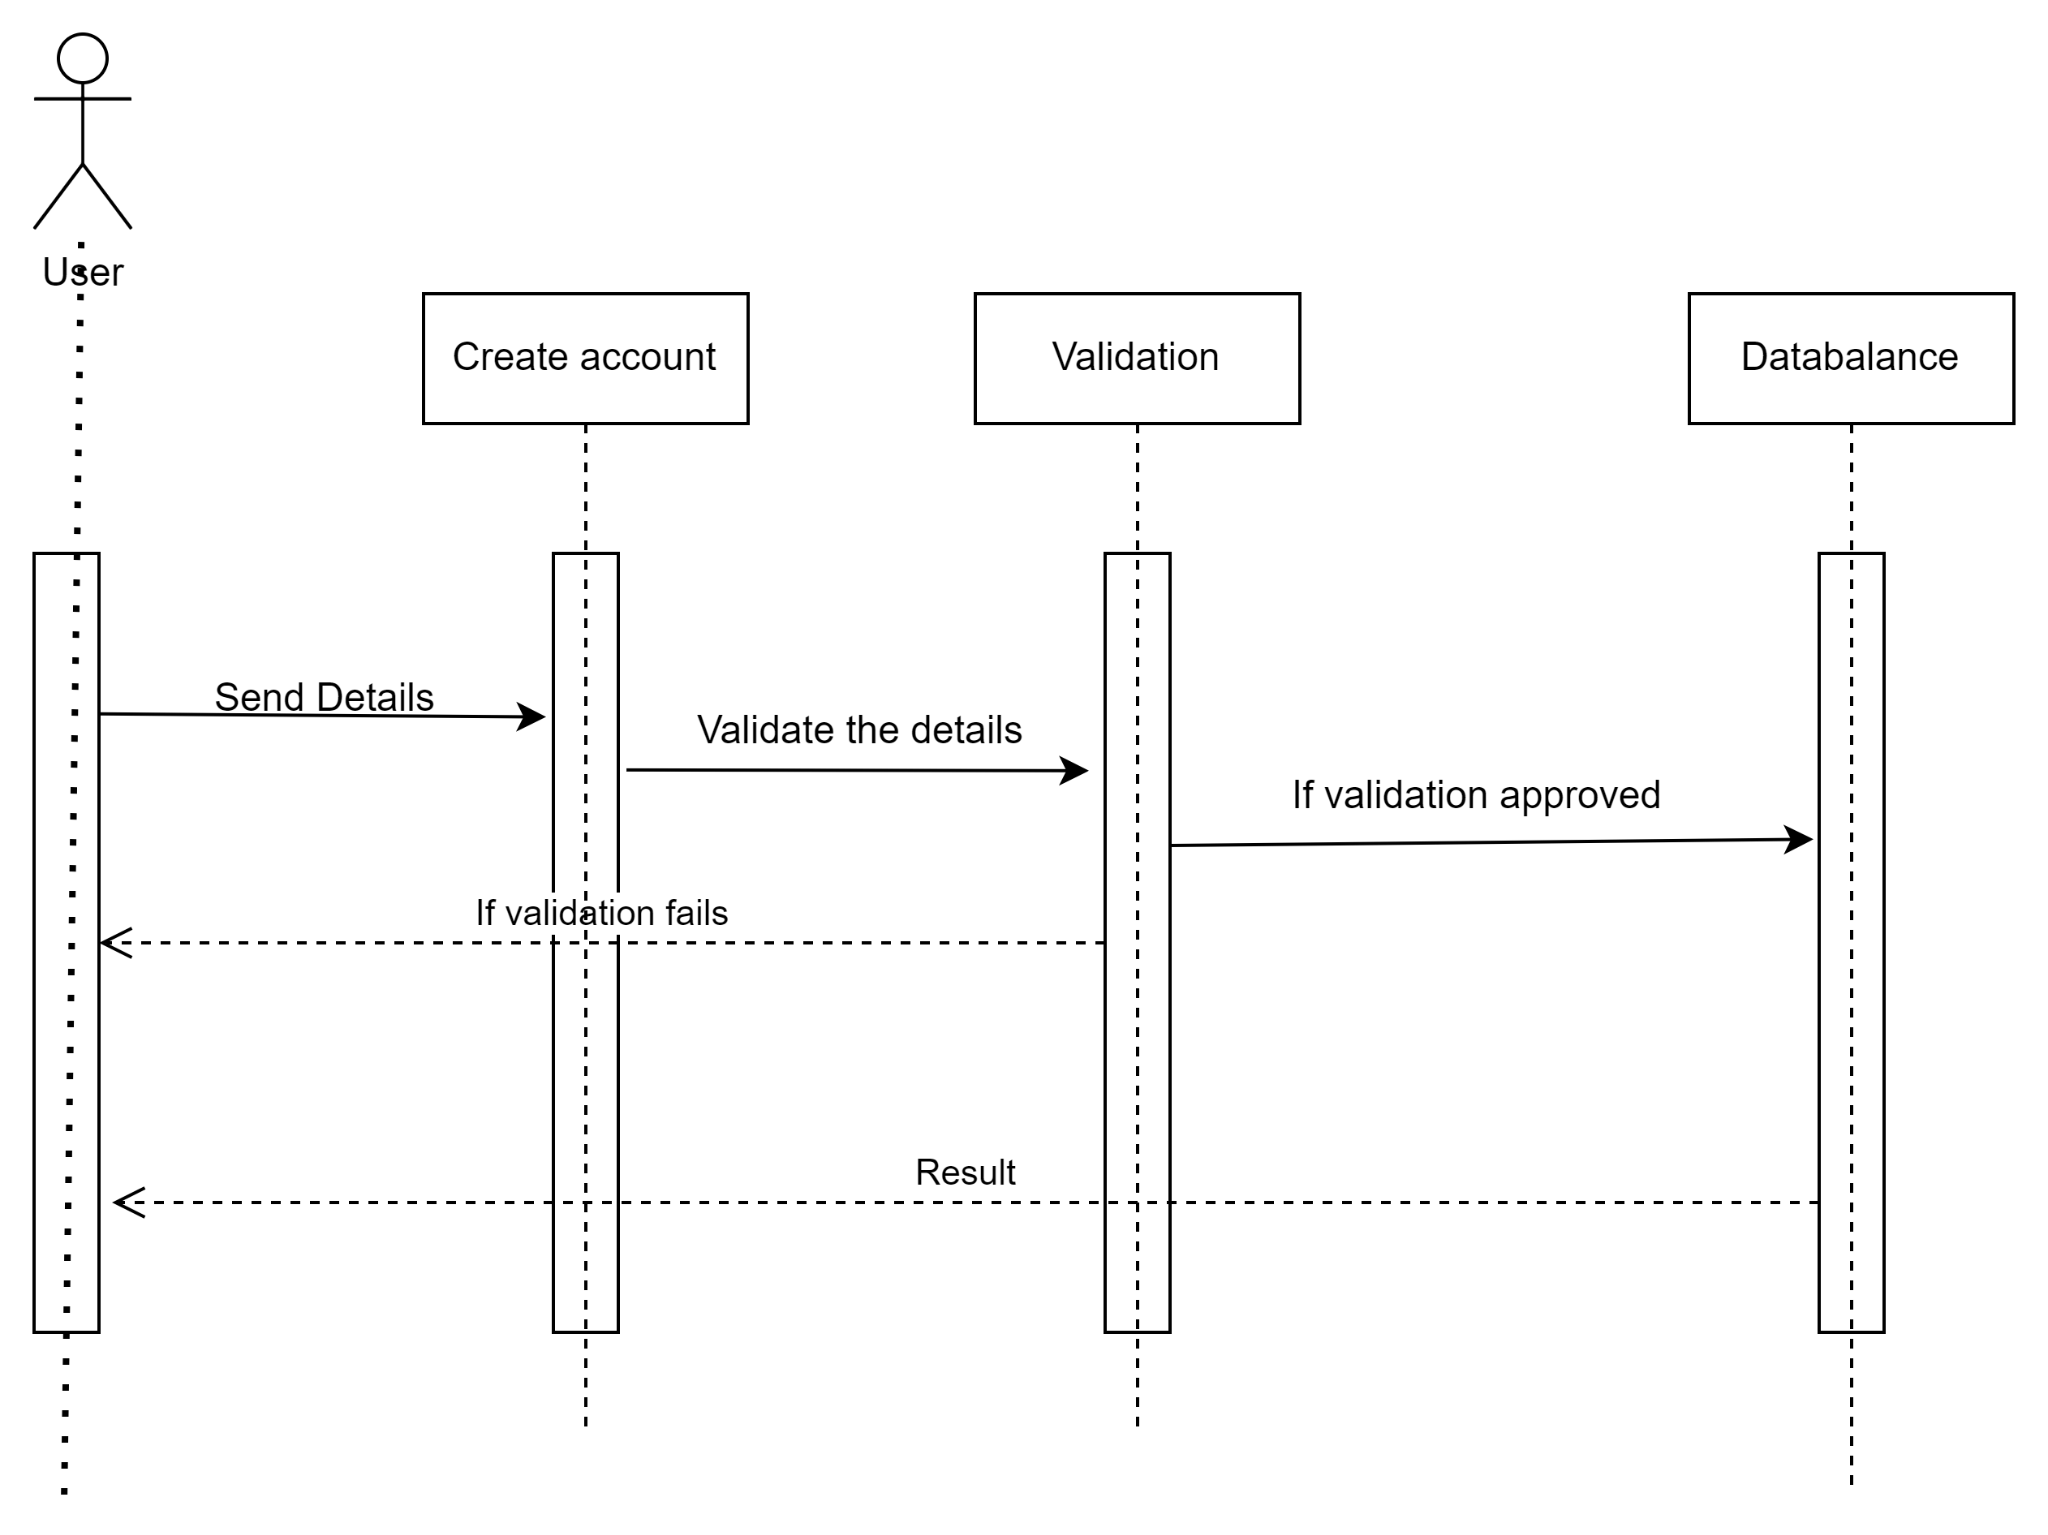 User
Create account
Validation
Databalance
Send Details
Validate the details
If validation approved
If validation fails
Result